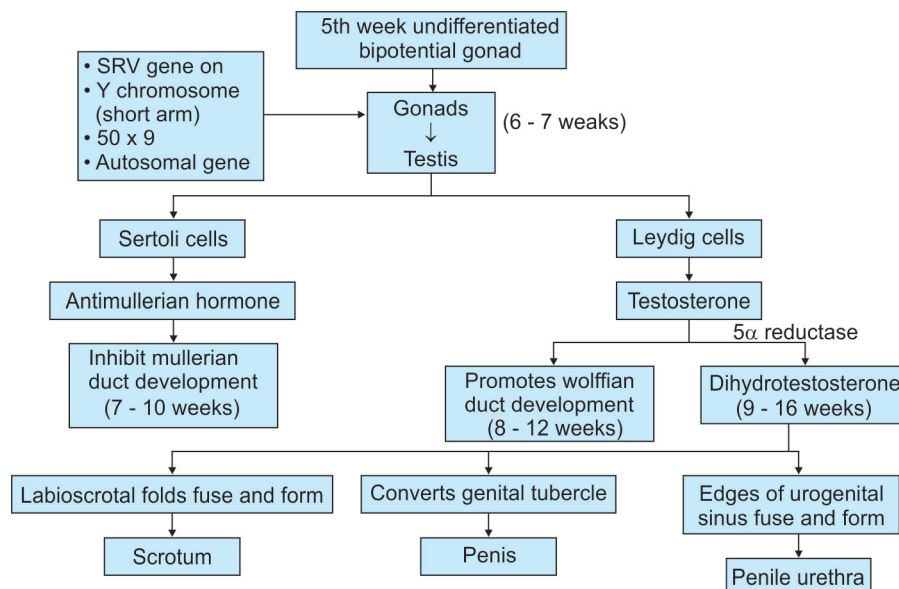 5th week undifferentiated
bipotential gonad
• SRV gene on
• Y chromosome
(short arm)
• 50 x 9
• Autosomal gene
Gonads
↓
Testis
(6 - 7 weaks)
Sertoli cells
Leydig cells
Antimullerian hormone
Testosterone
5α reductase
Inhibit mullerian
duct development
(7 - 10 weeks)
Promotes wolffian
duct development
(8 - 12 weeks)
Dihydrotestosterone
(9 - 16 weeks)
Labioscrotal folds fuse and form
Converts genital tubercle
Edges of urogenital
sinus fuse and form
Scrotum
Penis
Penile urethra